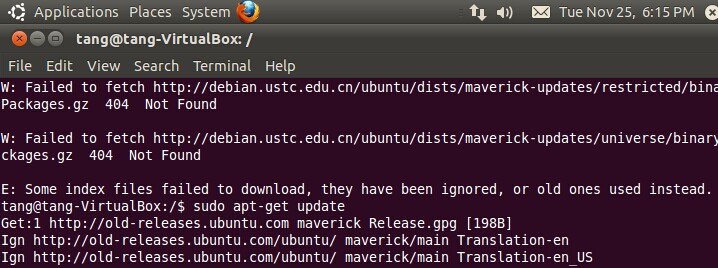 Applications Places System Tue Nov 25, 6:15 PM
tang@tang-VirtualBox: /
File Edit View Search Terminal Help
W: Failed to fetch http://debian.ustc.edu.cn/ubuntu/dists/maverick-updates/restricted/bina
Packages.gz 404 Not Found
W: Failed to fetch http://debian.ustc.edu.cn/ubuntu/dists/maverick-updates/universe/binary
ckages.gz 404 Not Found
E: Some index files failed to download, they have been ignored, or old ones used instead.
tang@tang-VirtualBox:/$ sudo apt-get update
Get:1 http://old-releases.ubuntu.com maverick Release.gpg [198B]
Ign http://old-releases.ubuntu.com/ubuntu/ maverick/main Translation-en
Ign http://old-releases.ubuntu.com/ubuntu/ maverick/main Translation-en_US